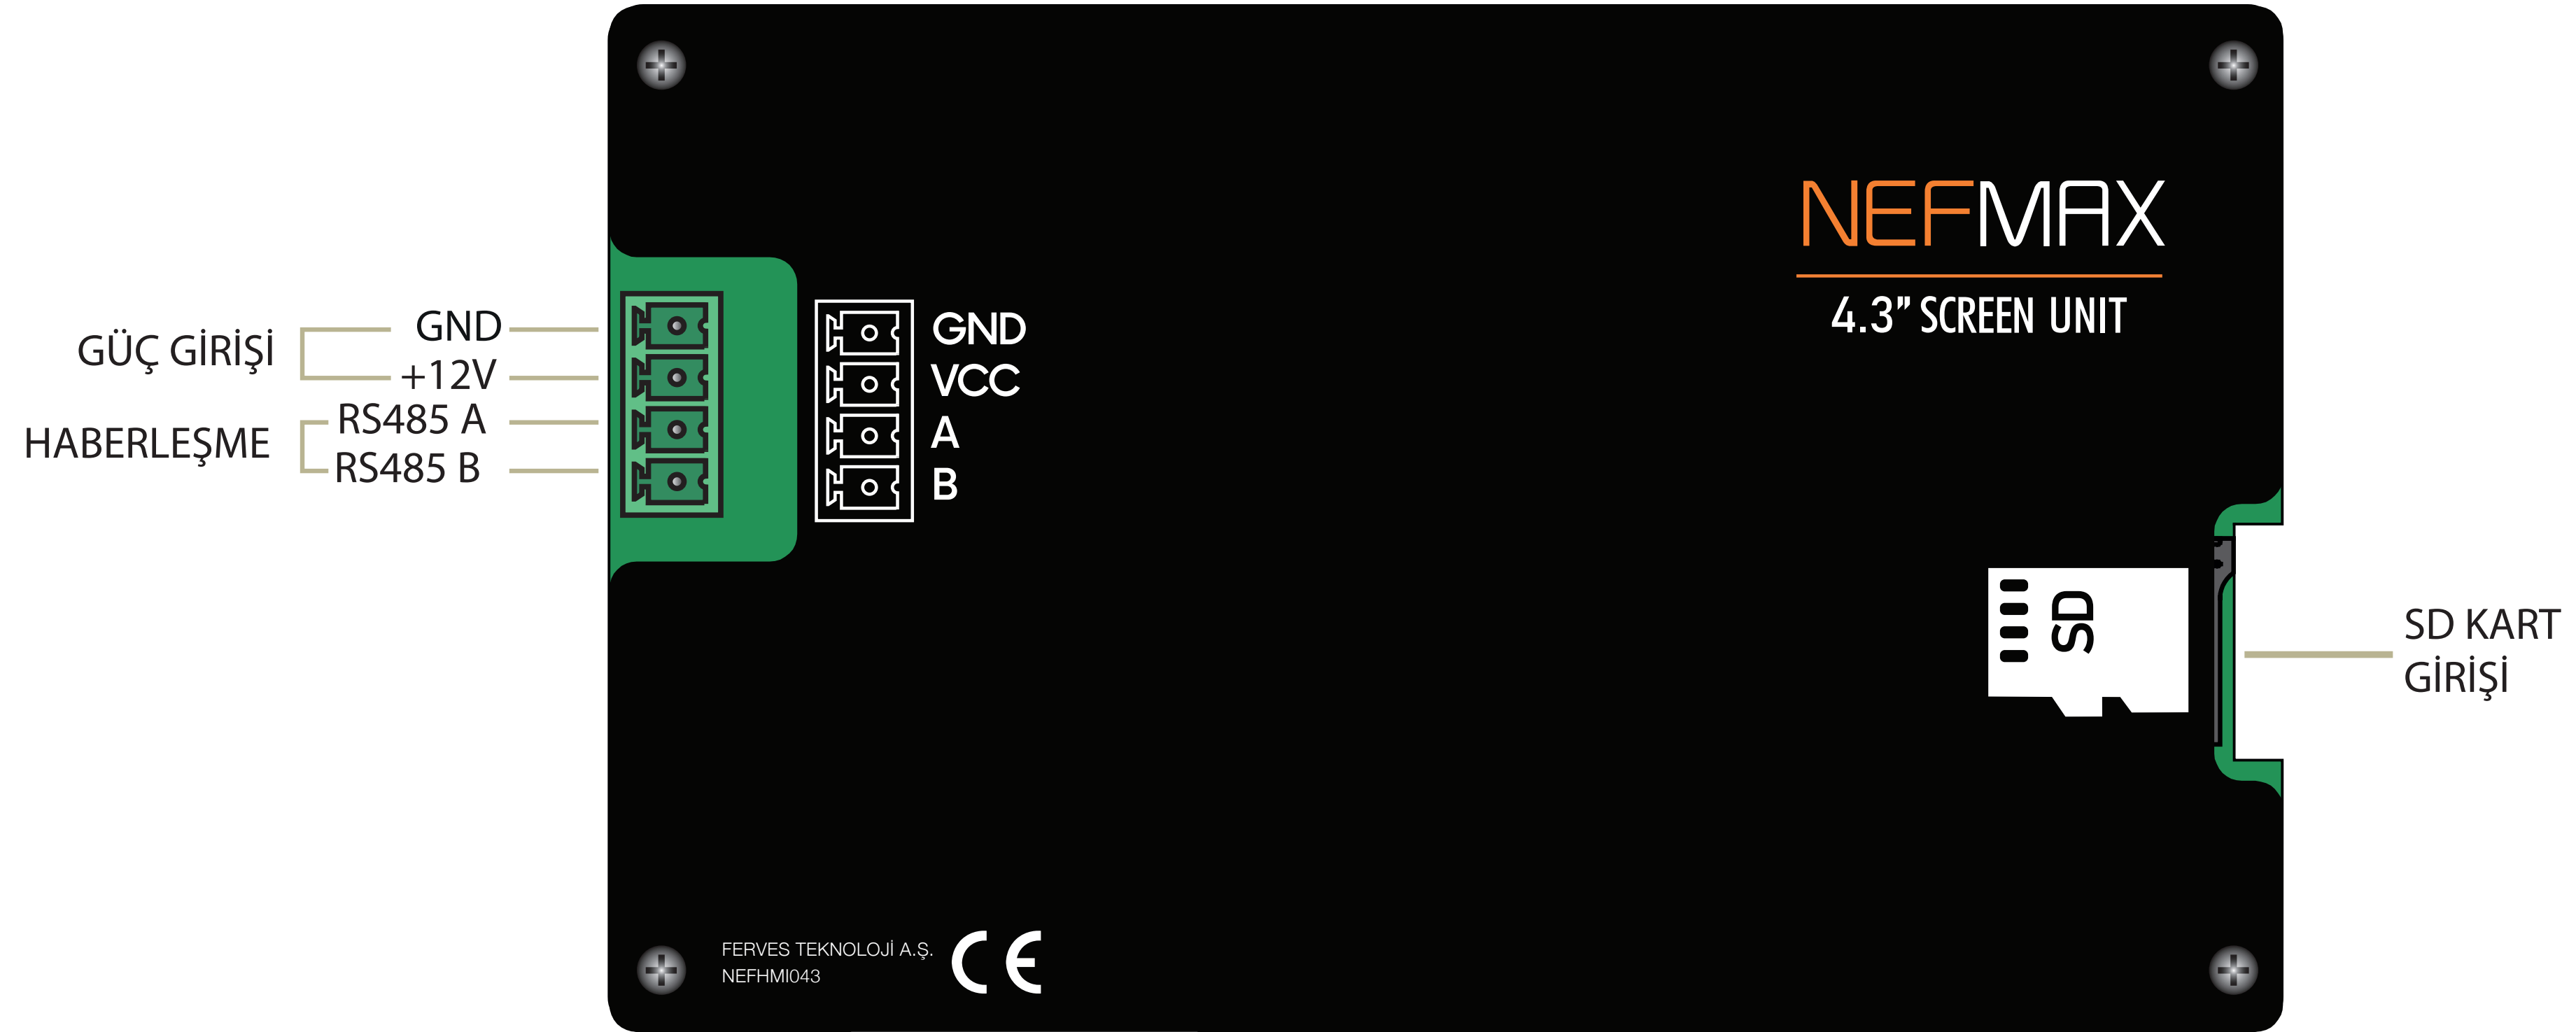 NEFMAX
4.3” SCREEN UNIT
GÜÇ GİRİŞİ
GND
+12V
HABERLEŞME
RS485 A
RS485 B
GND
VCC
A
B
SD
SD KART
GİRİŞİ
FERVES TEKNOLOJİ A.Ş.
NEFHMI043
CE